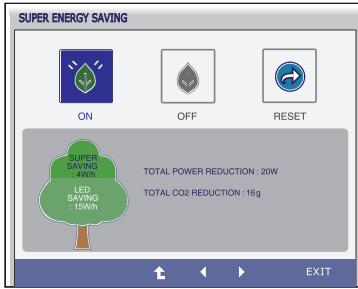 SUPER ENERGY SAVING
ON
OFF
RESET
SUPER
SAVING
: 4W/h
LED
SAVING
: 15W/h
TOTAL POWER REDUCTION : 20W
TOTAL CO2 REDUCTION : 16g
EXIT